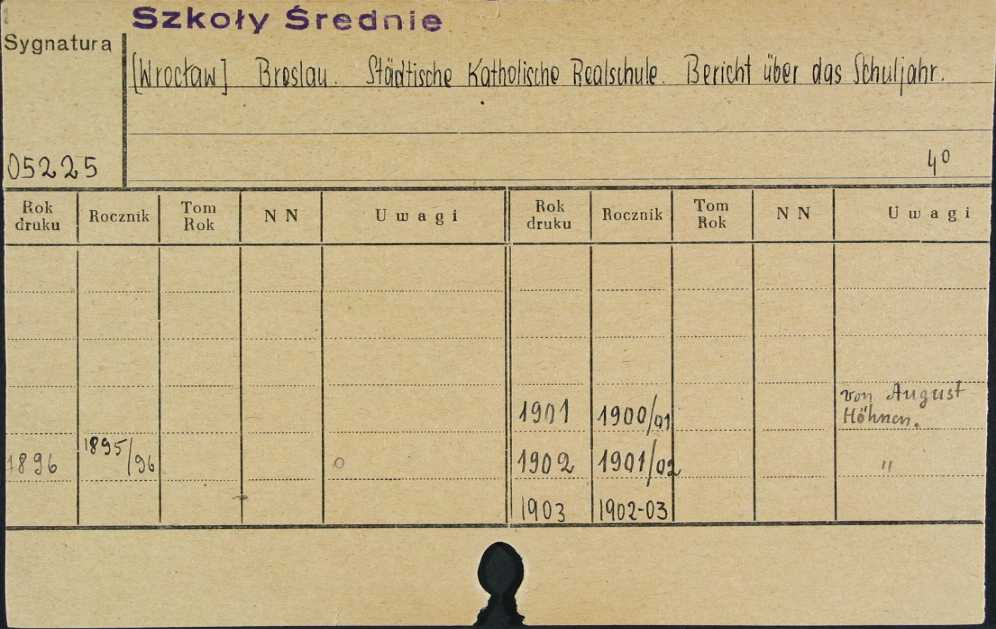 Szkoły Średnie
Sygnatura
[Wrocław] Breslau. Städtische Katholische Realschule. Bericht über das Schuljahr.
05225
4°
Rok druku Rocznik Tom Rok N N Uwagi Rok druku Rocznik Tom Rok N N Uwagi
1901 1900/01 von August Höhnen.
1896 1895/96 0 1902 1901/02 "
1903 1902-03